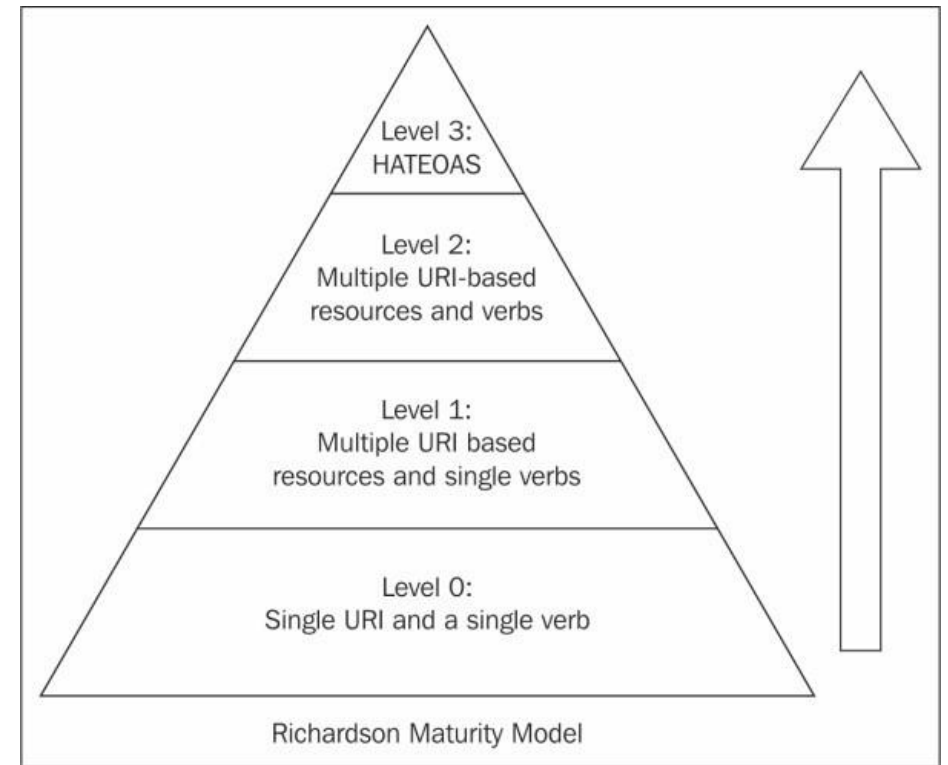 Level 3:
HATEOAS
Level 2:
Multiple URI-based
resources and verbs
Level 1:
Multiple URI based
resources and single verbs
Level 0:
Single URI and a single verb
Richardson Maturity Model